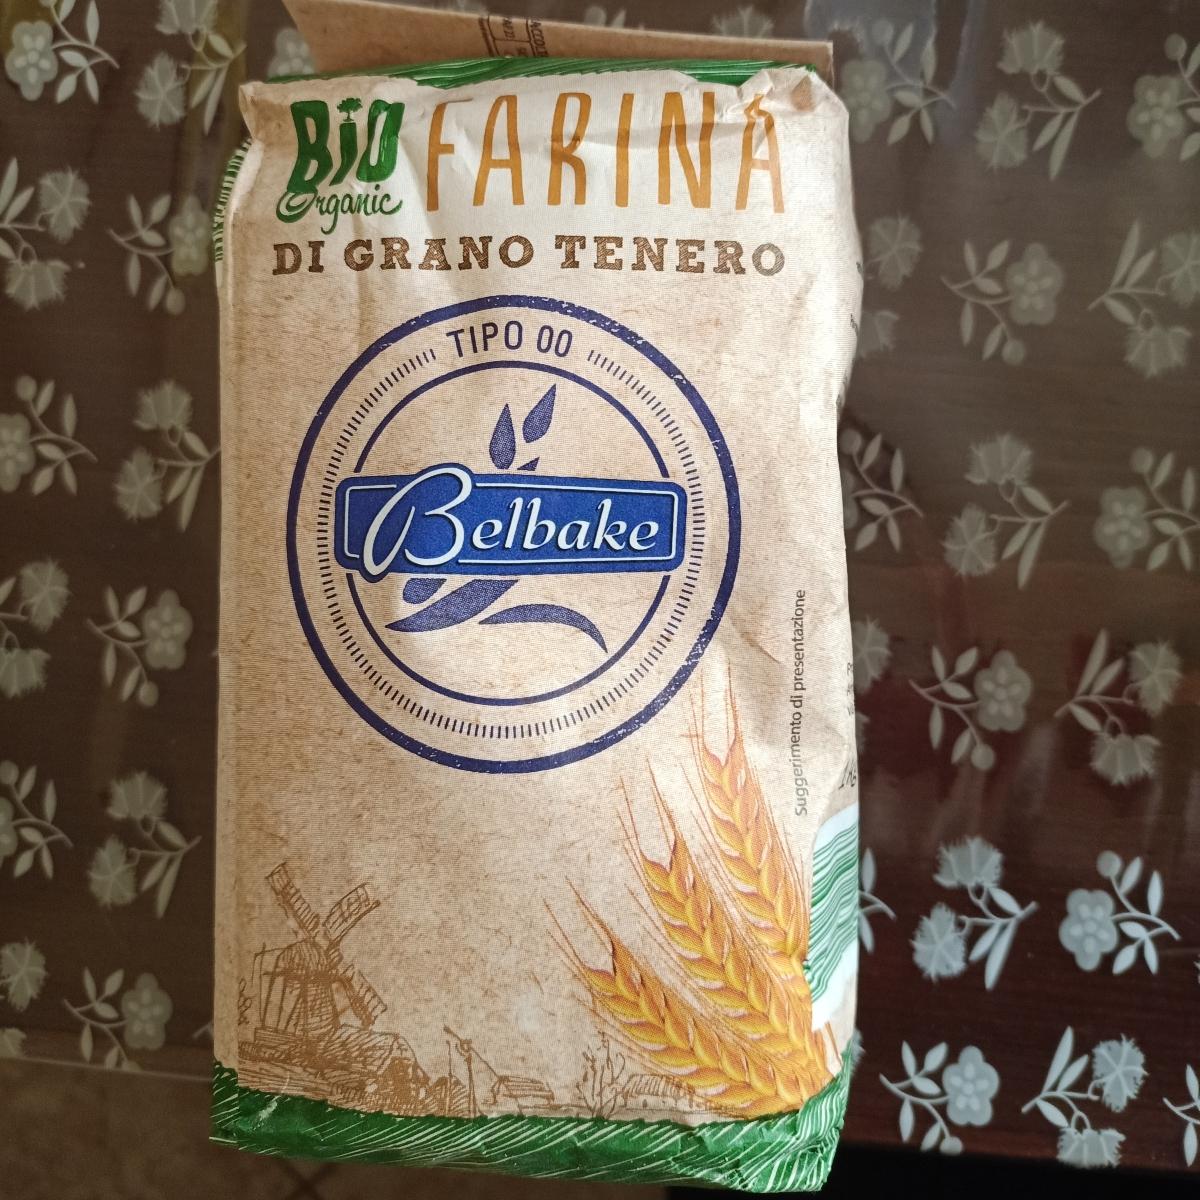 BIO
Organic
FARINA
DI GRANO TENERO
TIPO 00
Belbake
Suggerimento di presentazione